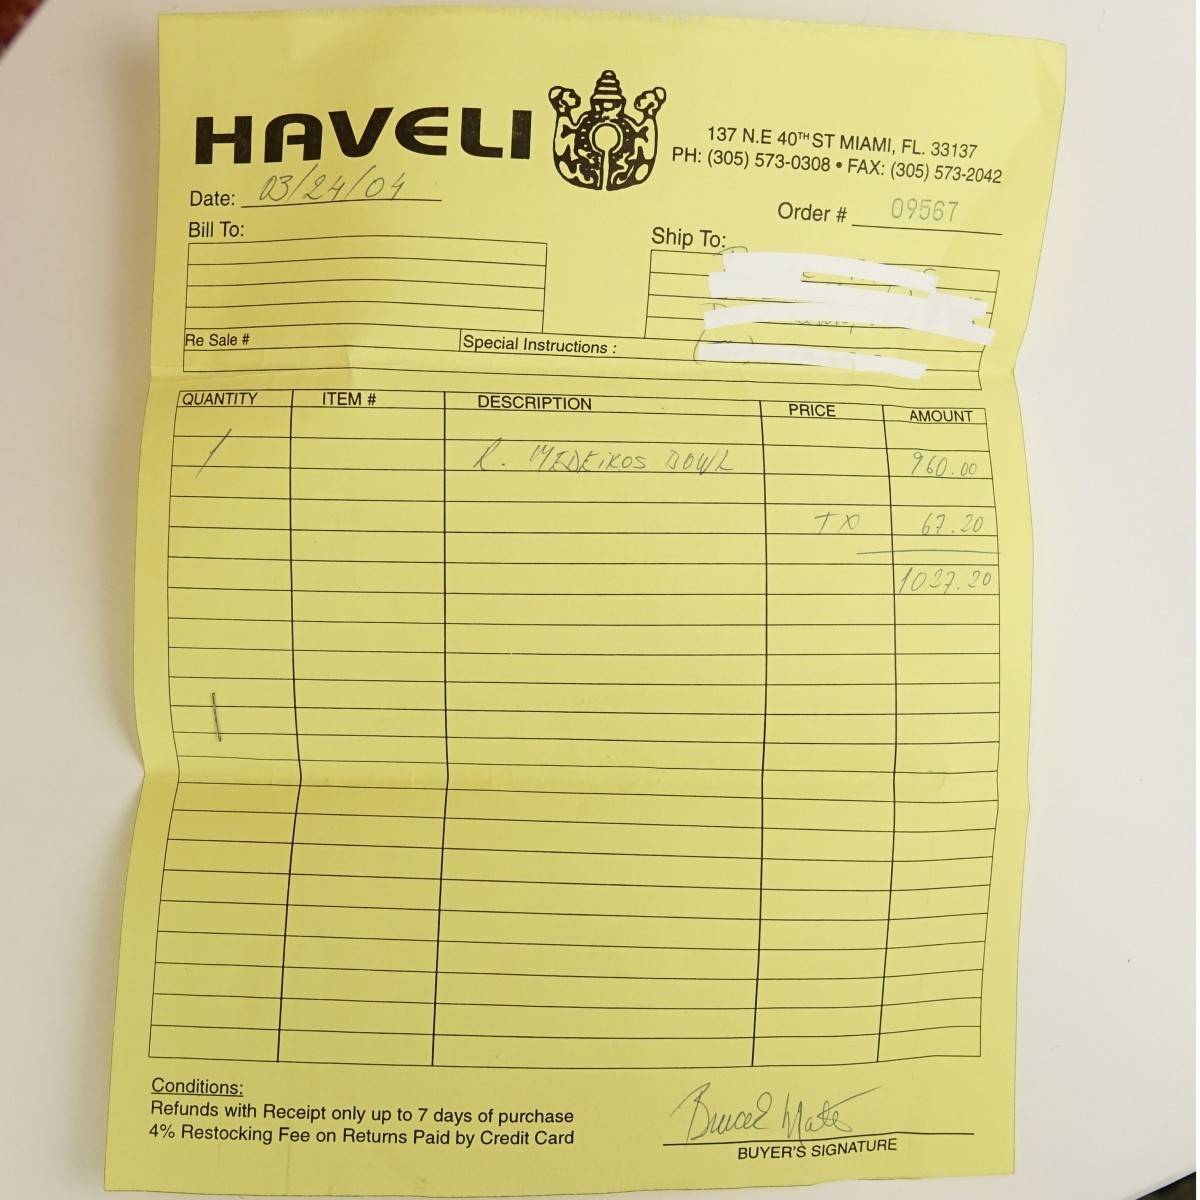 HAVELI
137 N.E 40TH ST MIAMI, FL. 33137
PH: (305) 573-0308 • FAX: (305) 573-2042
Date: 03/24/04
Order # 09567
Bill To:
Ship To:
Re Sale #
Special Instructions :
QUANTITY ITEM # DESCRIPTION PRICE AMOUNT
1 R. MEDEIROS BOWL 960.00
TX 67.20
1027.20
Conditions:
Refunds with Receipt only up to 7 days of purchase
4% Restocking Fee on Returns Paid by Credit Card
BUYER'S SIGNATURE